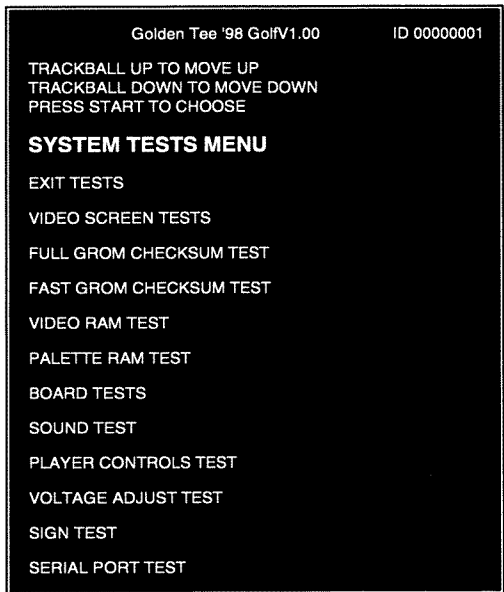 Golden Tee '98 GolfV1.00 ID 00000001
TRACKBALL UP TO MOVE UP
TRACKBALL DOWN TO MOVE DOWN
PRESS START TO CHOOSE
SYSTEM TESTS MENU
EXIT TESTS
VIDEO SCREEN TESTS
FULL GROM CHECKSUM TEST
FAST GROM CHECKSUM TEST
VIDEO RAM TEST
PALETTE RAM TEST
BOARD TESTS
SOUND TEST
PLAYER CONTROLS TEST
VOLTAGE ADJUST TEST
SIGN TEST
SERIAL PORT TEST